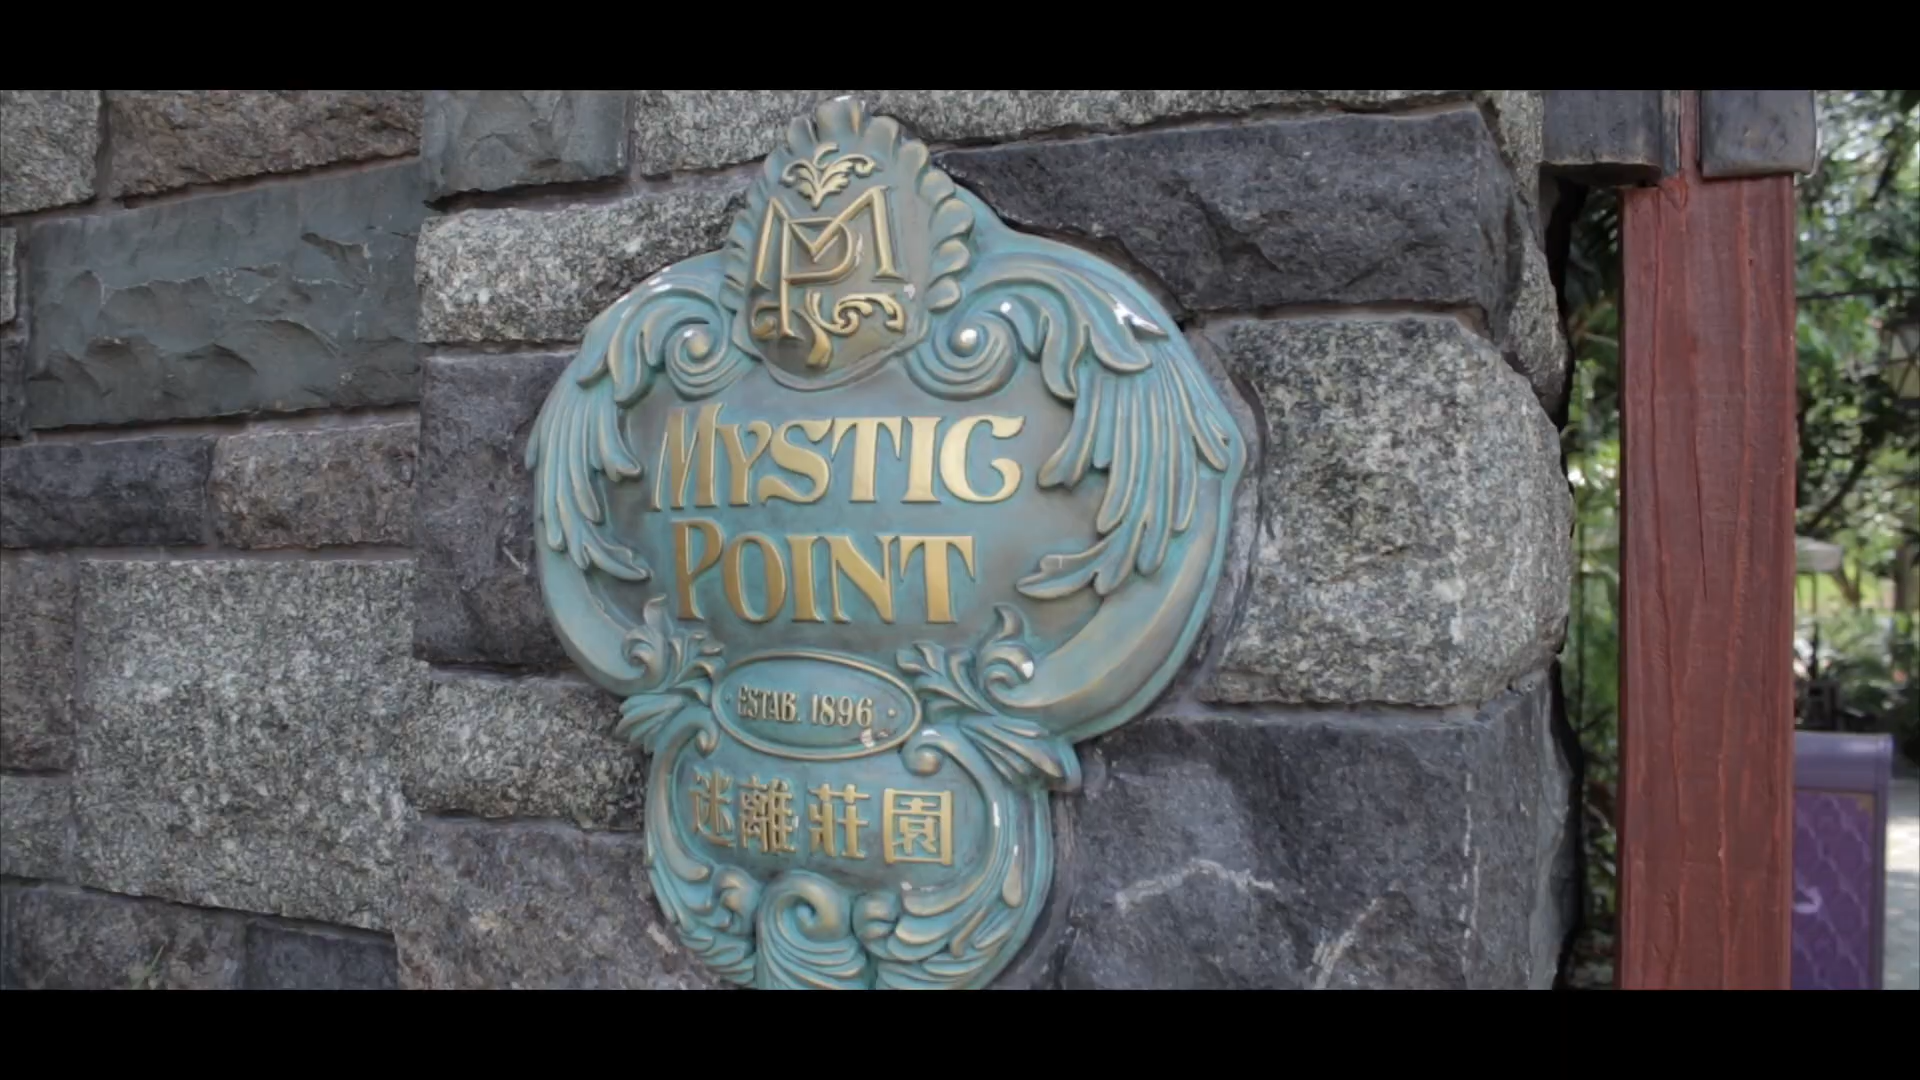 MP
MYSTIC
POINT
· ESTAB. 1896 ·
迷離莊園